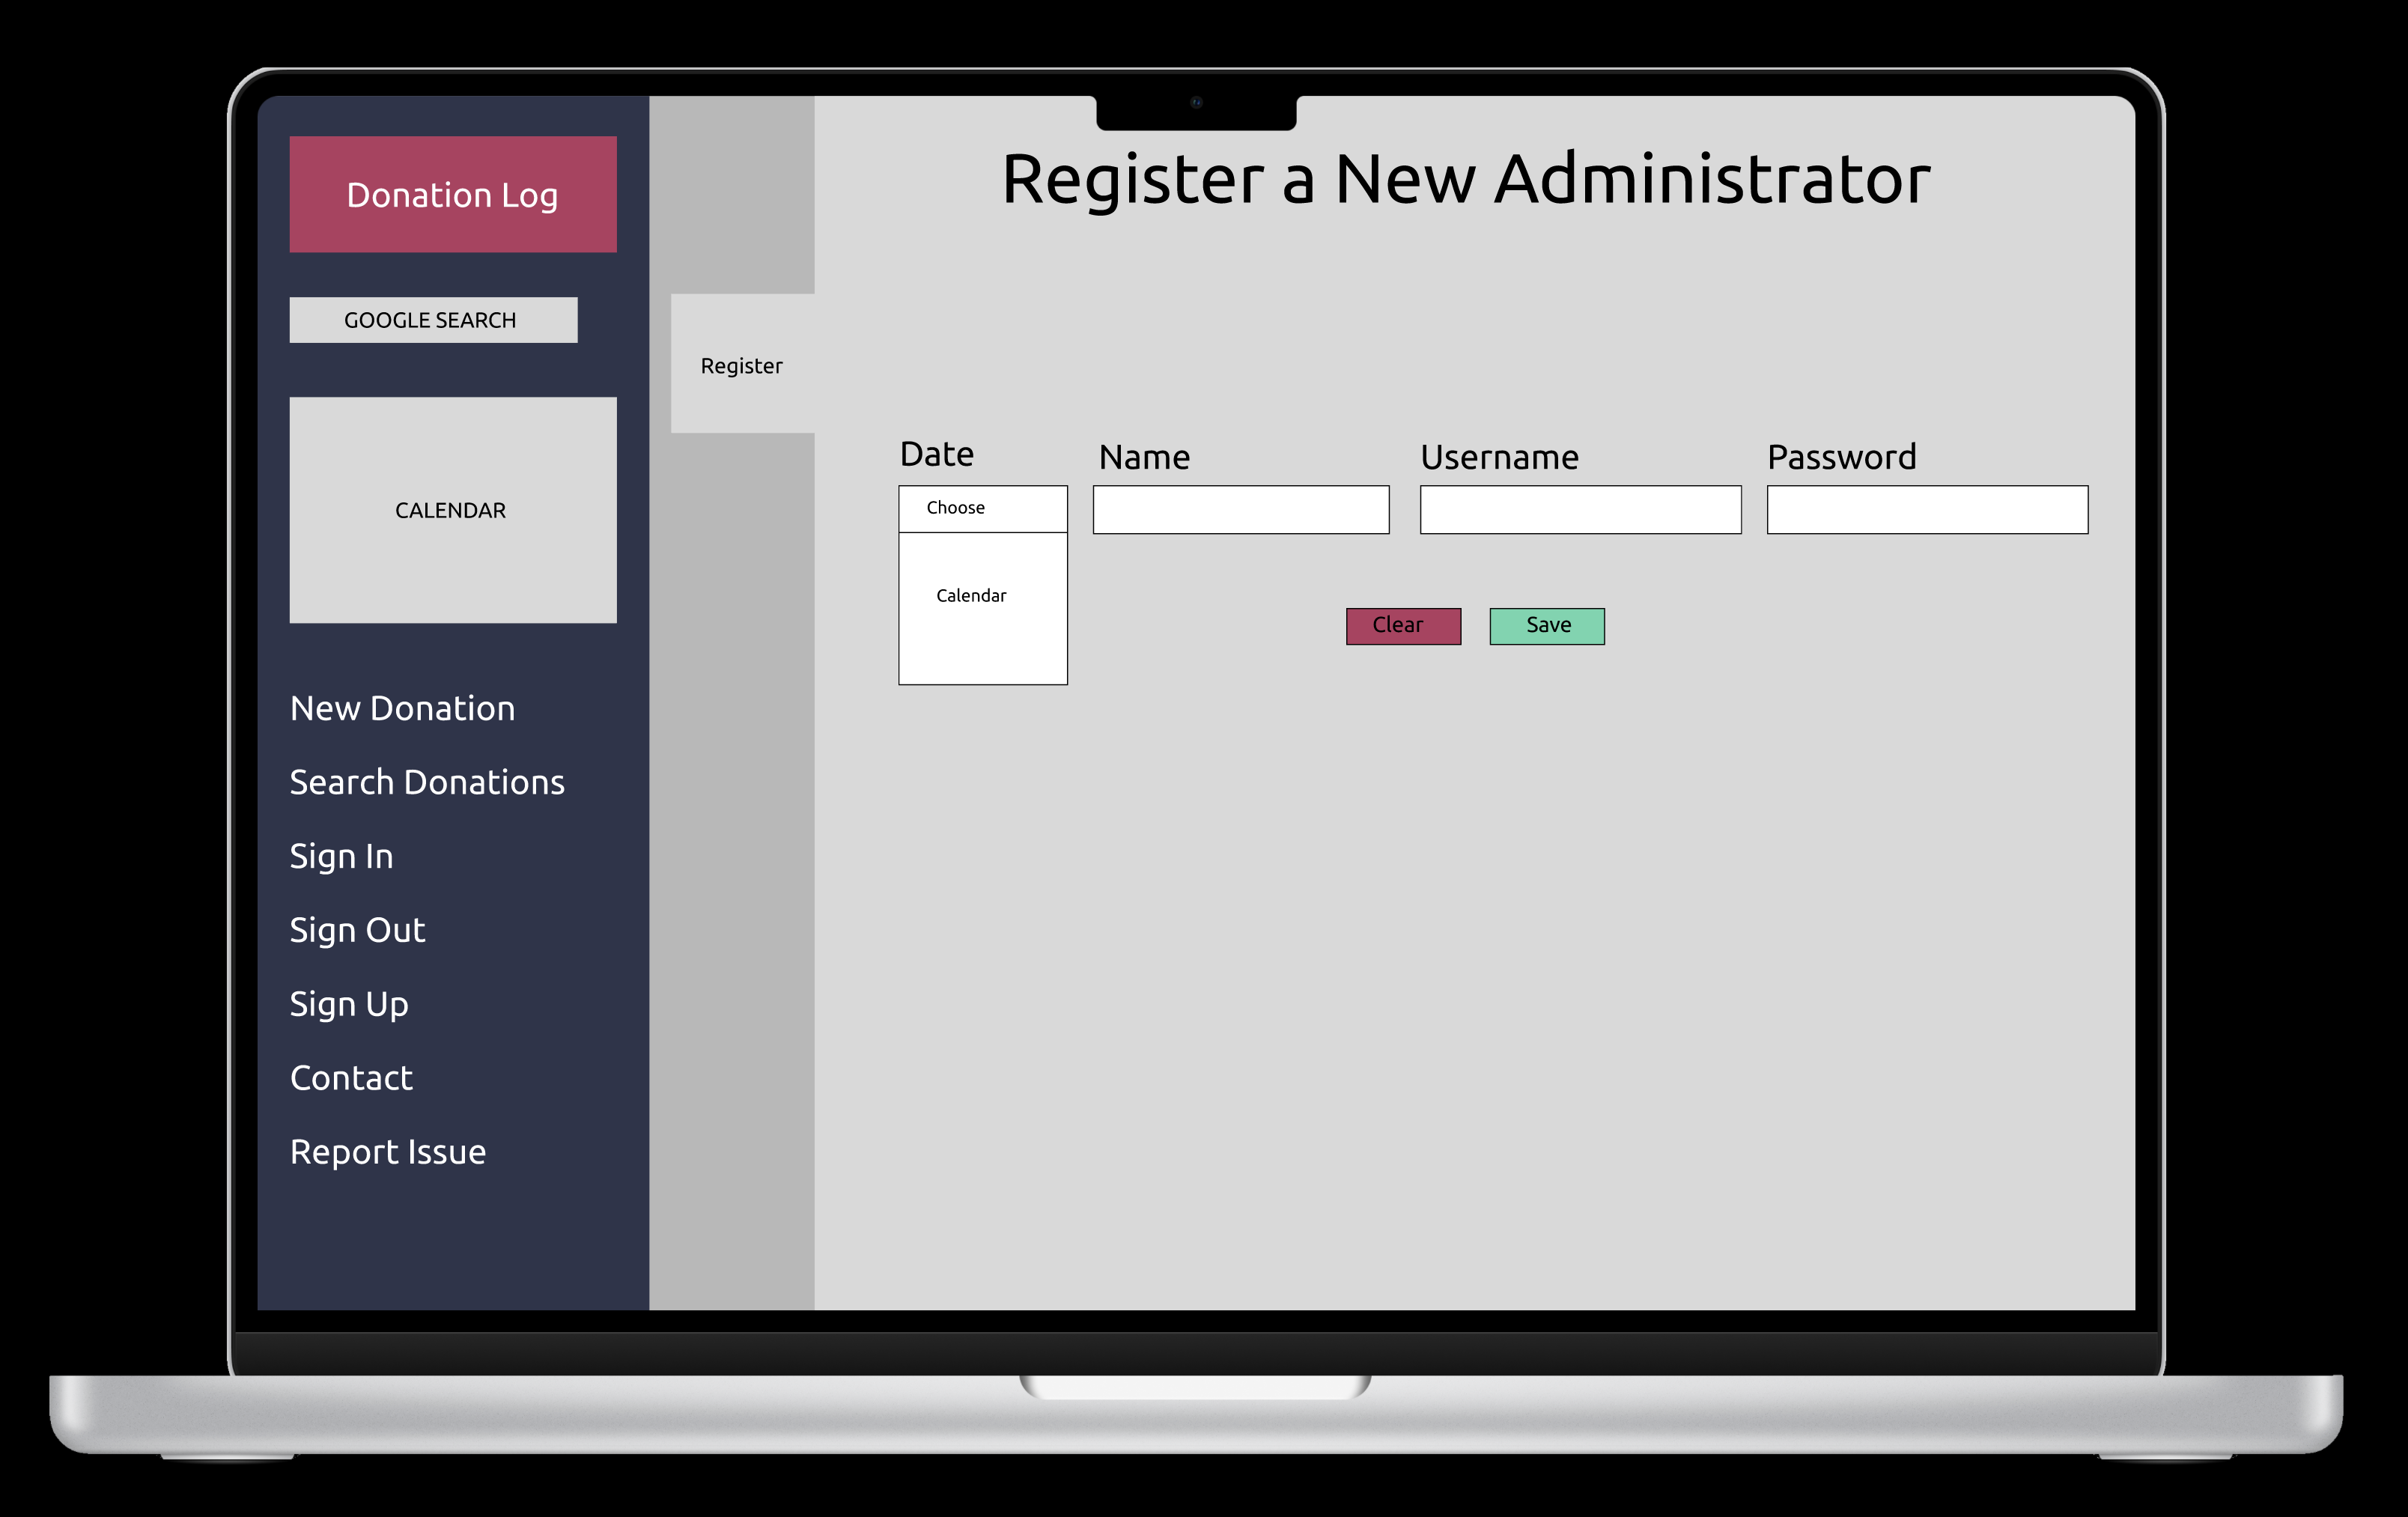 Donation Log
GOOGLE SEARCH
CALENDAR
New Donation
Search Donations
Sign In
Sign Out
Sign Up
Contact
Report Issue
Register
Register a New Administrator
Date
Name
Username
Password
Choose
Calendar
Clear
Save